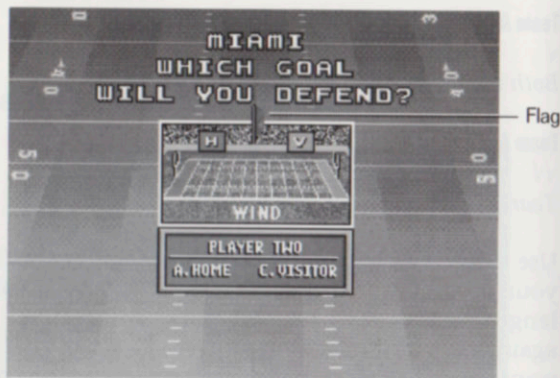 MIAMI
WHICH GOAL
WILL YOU DEFEND?
Flag
H V
WIND
PLAYER TWO
A.HOME C.VISITOR